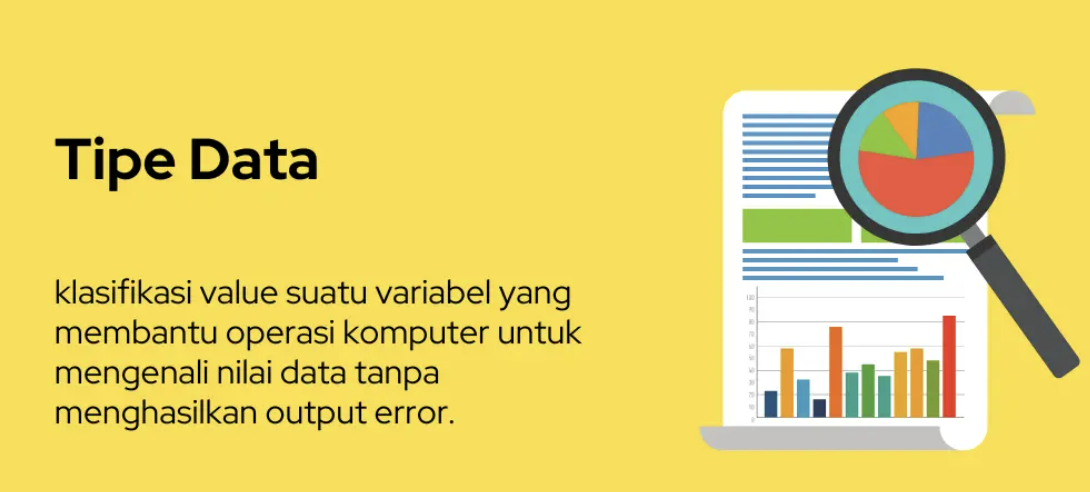 Tipe Data
klasifikasi value suatu variabel yang
membantu operasi komputer untuk
mengenali nilai data tanpa
menghasilkan output error.